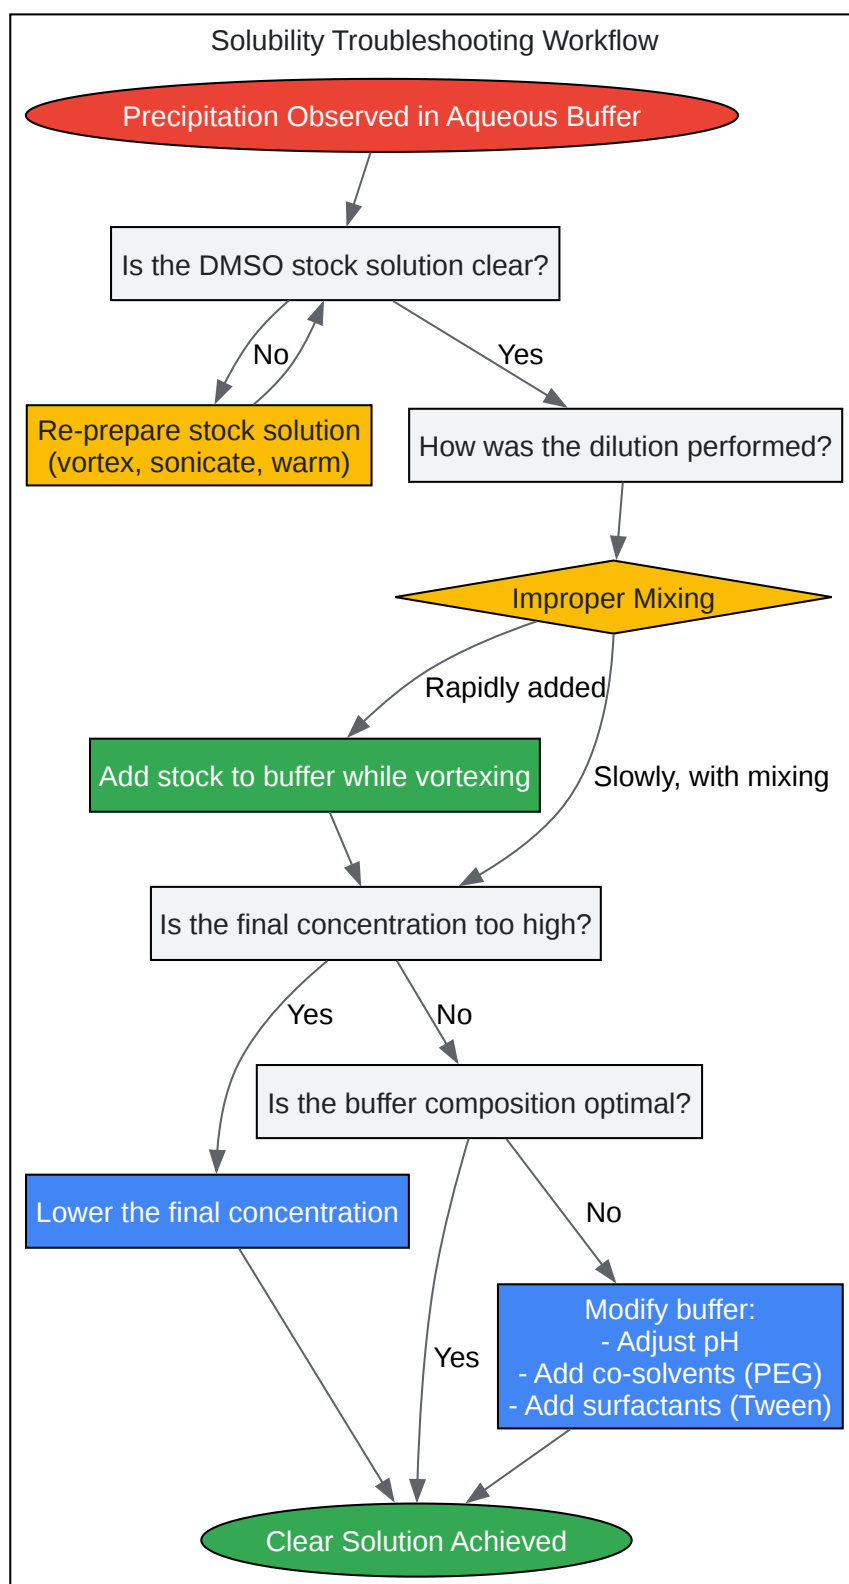 Solubility Troubleshooting Workflow
Precipitation Observed in Aqueous Buffer
Is the DMSO stock solution clear?
No
Yes
Re-prepare stock solution
(vortex, sonicate, warm)
How was the dilution performed?
Improper Mixing
Rapidly added
Add stock to buffer while vortexing
Slowly, with mixing
Is the final concentration too high?
Yes
No
Is the buffer composition optimal?
Lower the final concentration
No
Yes
Modify buffer:
- Adjust pH
- Add co-solvents (PEG)
- Add surfactants (Tween)
Clear Solution Achieved